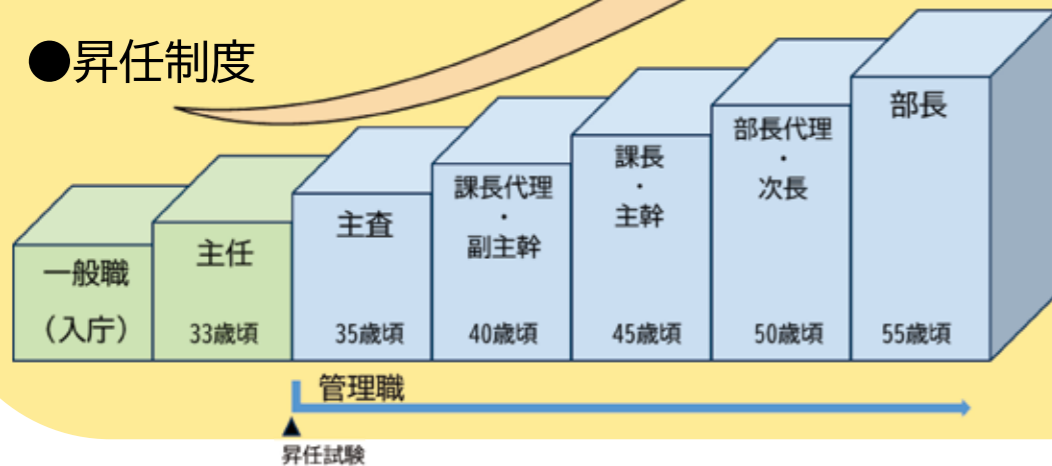 ●昇任制度
一般職
（入庁）
主任
33歳頃
主査
35歳頃
課長代理
・
副主幹
40歳頃
課長
・
主幹
45歳頃
部長代理
・
次長
50歳頃
部長
55歳頃
管理職
▲
昇任試験